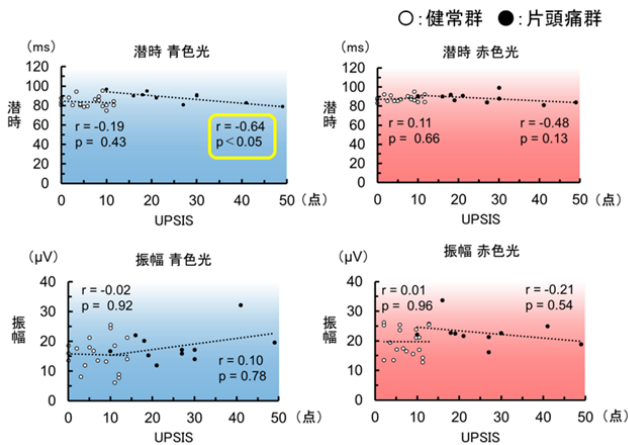 ○：健常群 ●：片頭痛群
潜時 青色光
(ms)
120
100
80
60
40
20
0
潜時
r = -0.19
p = 0.43
r = -0.64
p＜0.05
0 10 20 30 40 50 (点)
UPSIS
潜時 赤色光
(ms)
120
100
80
60
40
20
0
潜時
r = 0.11
p = 0.66
r = -0.48
p = 0.13
0 10 20 30 40 50 (点)
UPSIS
振幅 青色光
(μV)
40
30
20
10
0
振幅
r = -0.02
p = 0.92
r = 0.10
p = 0.78
0 10 20 30 40 50 (点)
UPSIS
振幅 赤色光
(μV)
40
30
20
10
0
振幅
r = 0.01
p = 0.96
r = -0.21
p = 0.54
0 10 20 30 40 50 (点)
UPSIS